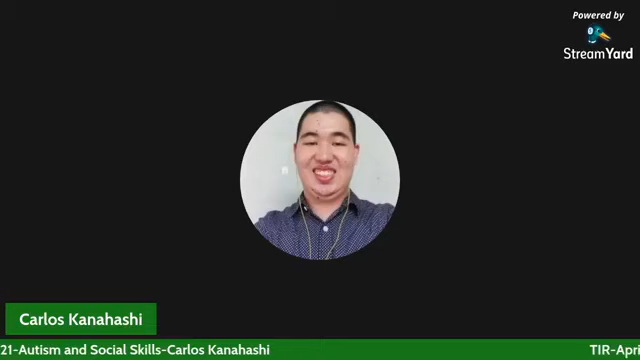 Powered by
StreamYard
Carlos Kanahashi
21-Autism and Social Skills-Carlos Kanahashi
TIR-Apri